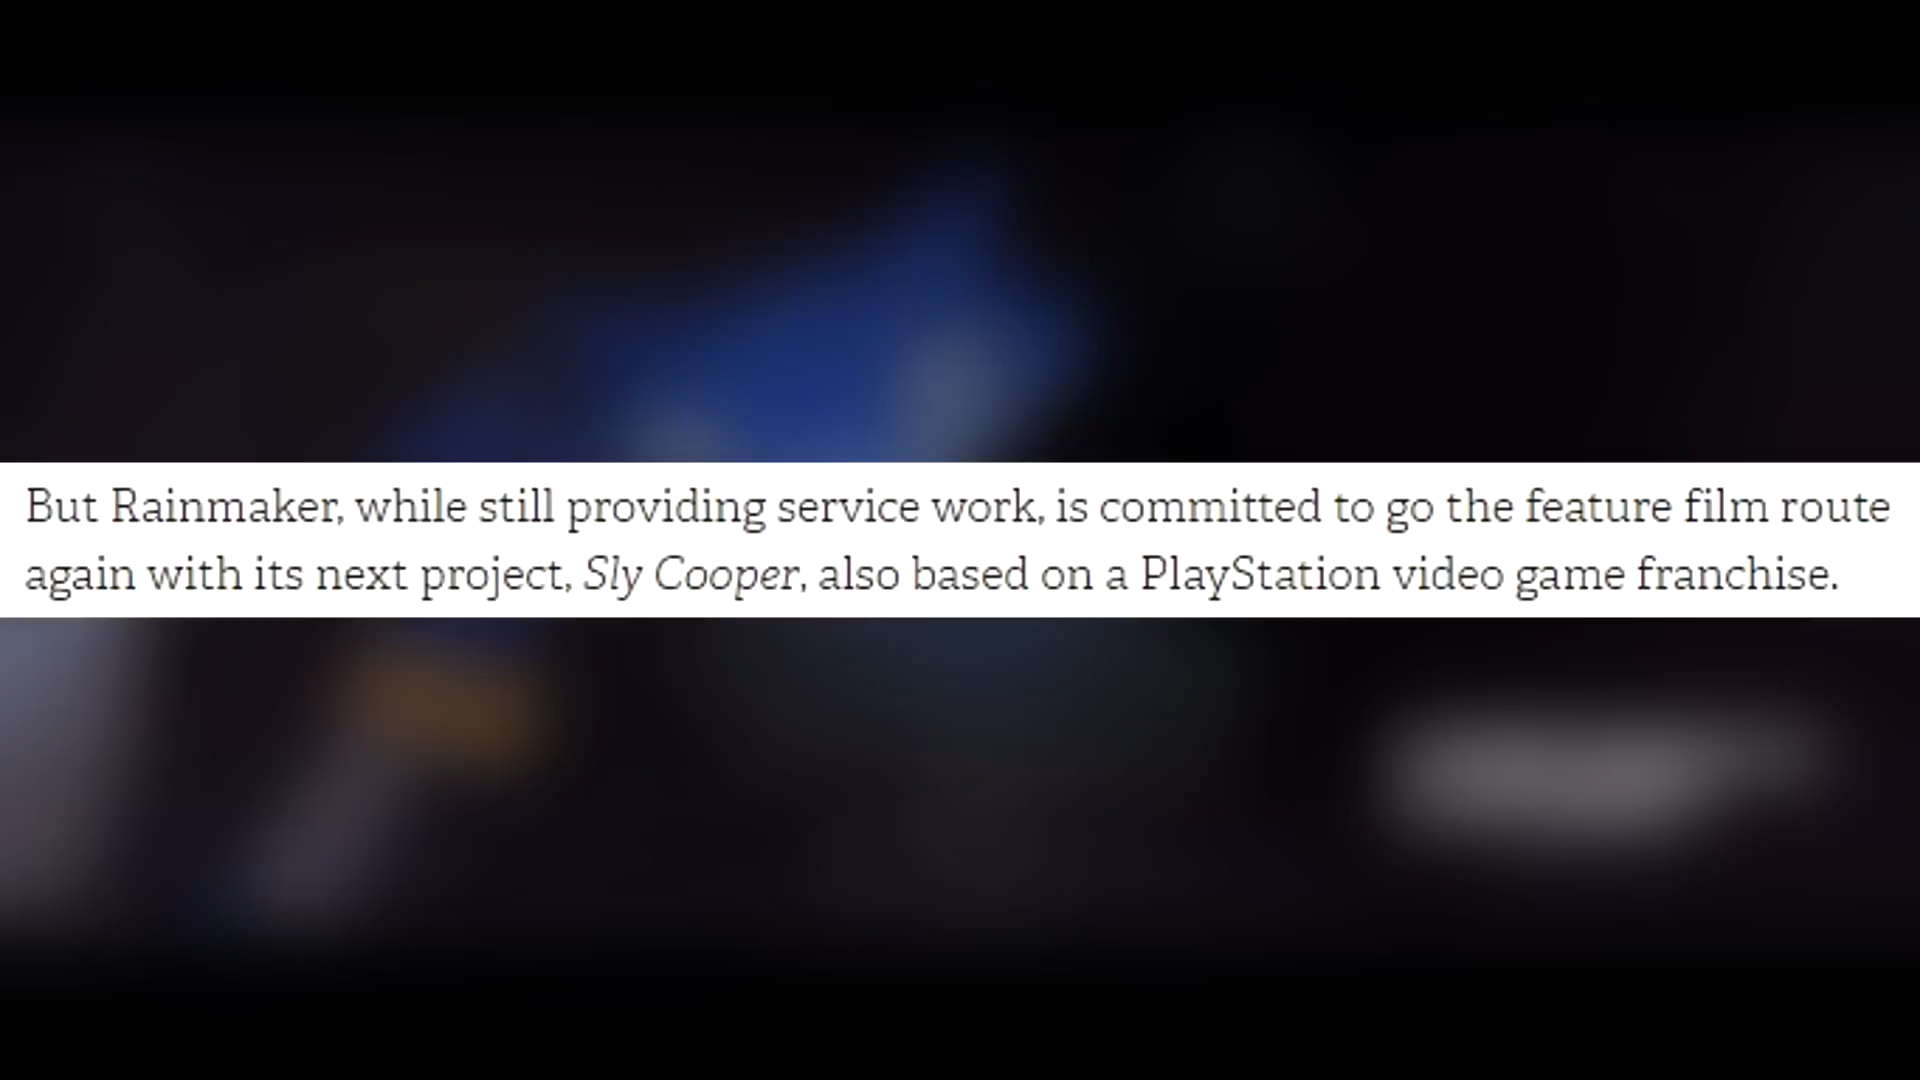 But Rainmaker, while still providing service work, is committed to go the feature film route
again with its next project, Sly Cooper, also based on a PlayStation video game franchise.